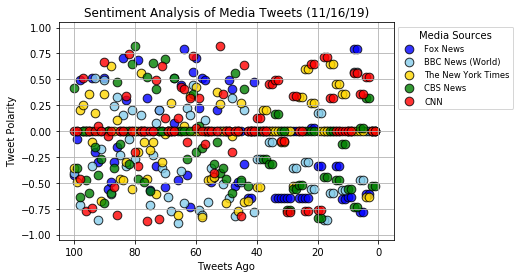 Sentiment Analysis of Media Tweets (11/16/19)
Media Sources
Fox News
BBC News (World)
The New York Times
CBS News
CNN
Tweet Polarity
1.00
0.75
0.50
0.25
0.00
−0.25
−0.50
−0.75
−1.00
100 80 60 40 20 0
Tweets Ago